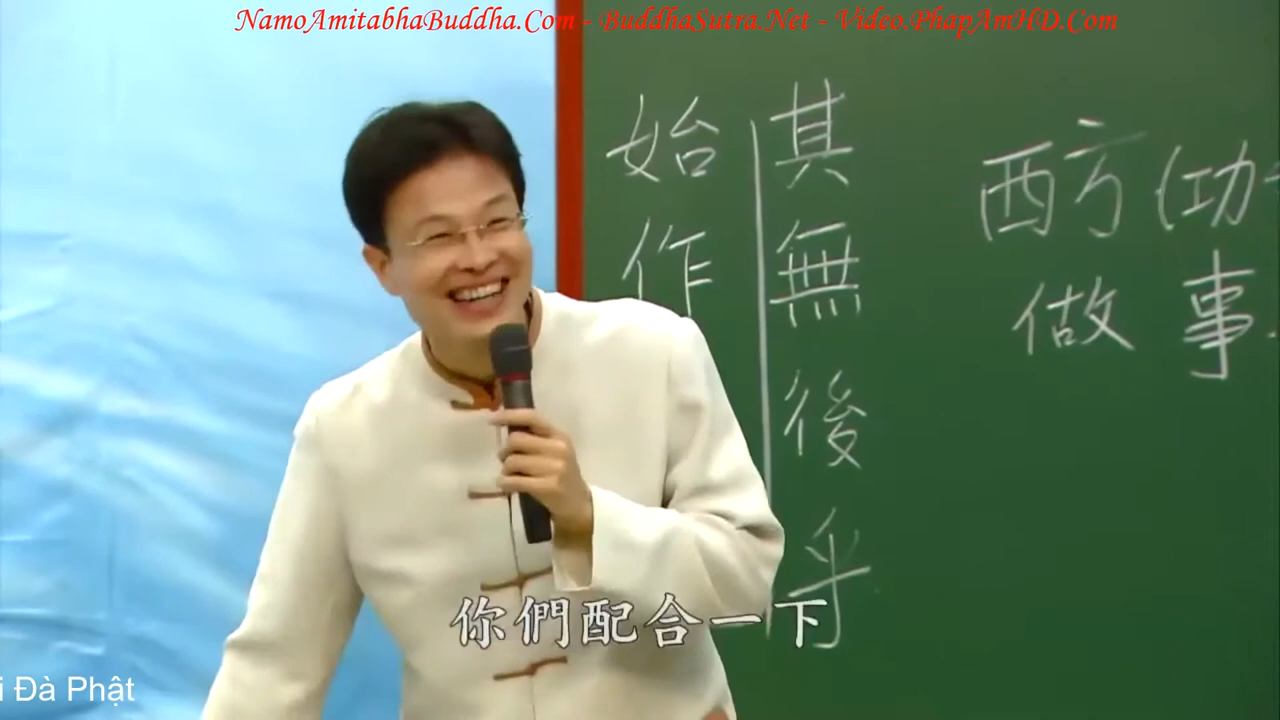 NamoAmitabhaBuddha.Com - BuddhaSutra.Net - Video.PhapAmHD.Com
其無後乎
始作
西方(功
做事
你們配合一下
i Đà Phật